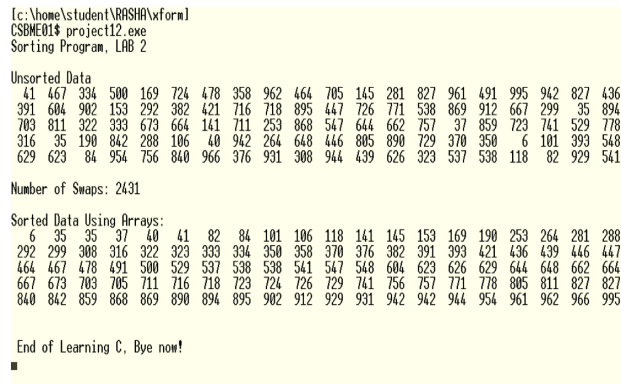 [c:\home\student\RASHA\xform]
CSBME01$ project12.exe
Sorting Program, LAB 2
Unsorted Data
41 467 334 500 169 724 478 358 962 464 705 145 281 827 961 491 995 942 827 436
391 604 902 153 292 382 421 716 718 895 447 726 771 538 869 912 667 299 35 894
703 811 322 333 673 664 141 711 253 868 547 644 662 757 37 859 723 741 529 778
316 35 190 842 288 106 40 942 264 648 446 805 890 729 370 350 6 101 393 548
629 623 84 954 756 840 966 376 931 308 944 439 626 323 537 538 118 82 929 541
Number of Swaps: 2431
Sorted Data Using Arrays:
6 35 35 37 40 41 82 84 101 106 118 141 145 153 169 190 253 264 281 288
292 299 308 316 322 323 333 334 350 358 370 376 382 391 393 421 436 439 446 447
464 467 478 491 500 529 537 538 538 541 547 548 604 623 626 629 644 648 662 664
667 673 703 705 711 716 718 723 724 726 729 741 756 757 771 778 805 811 827 827
840 842 859 868 869 890 894 895 902 912 929 931 942 942 944 954 961 962 966 995
End of Learning C, Bye now!